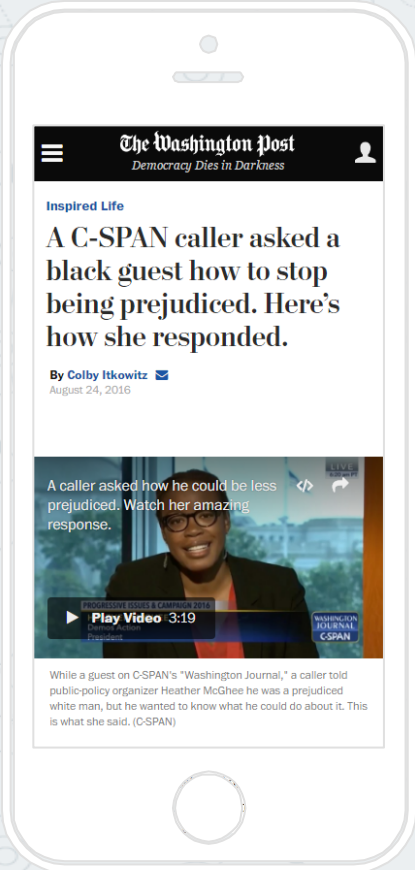 The Washington Post
Democracy Dies in Darkness
Inspired Life
A C-SPAN caller asked a
black guest how to stop
being prejudiced. Here's
how she responded.
By Colby Itkowitz
August 24, 2016
LIVE
A caller asked how he could be less
prejudiced. Watch her amazing
response.
PROGRESSIVE ISSUES & CAMPAIGN 2016
Play Video 3:19
Demos Action
President
WASHINGTON
JOURNAL
C-SPAN
While a guest on C-SPAN's "Washington Journal," a caller told
public-policy organizer Heather McGhee he was a prejudiced
white man, but he wanted to know what he could do about it. This
is what she said. (C-SPAN)